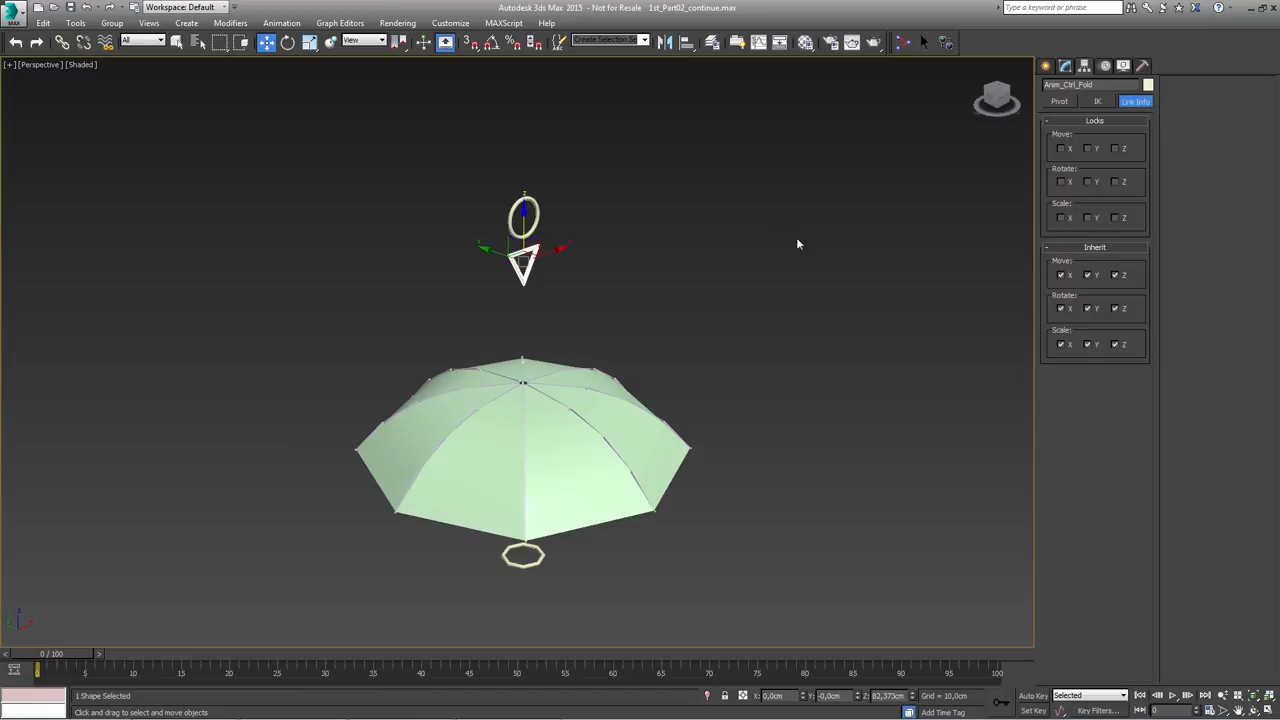 Workspace: Default
Autodesk 3ds Max 2015 - Not for Resale 1st_Part02_continue.max
Type a keyword or phrase
MAX
Edit Tools Group Views Create Modifiers Animation Graph Editors Rendering Customize MAXScript Help
All
View
Create Selection Se
[+] [Perspective] [Shaded]
Anim_Ctrl_Fold
Pivot IK Link Info
- Locks
Move:
X Y Z
Rotate:
X Y Z
Scale:
X Y Z
- Inherit
Move:
X Y Z
Rotate:
X Y Z
Scale:
X Y Z
z
0 / 100
0 5 10 15 20 25 30 35 40 45 50 55 60 65 70 75 80 85 90 95 100
1 Shape Selected
X: 0,0cm Y: -0,0cm Z: 82,373cm Grid = 10,0cm
Auto Key Selected
Click and drag to select and move objects
Add Time Tag
Set Key Key Filters... 0